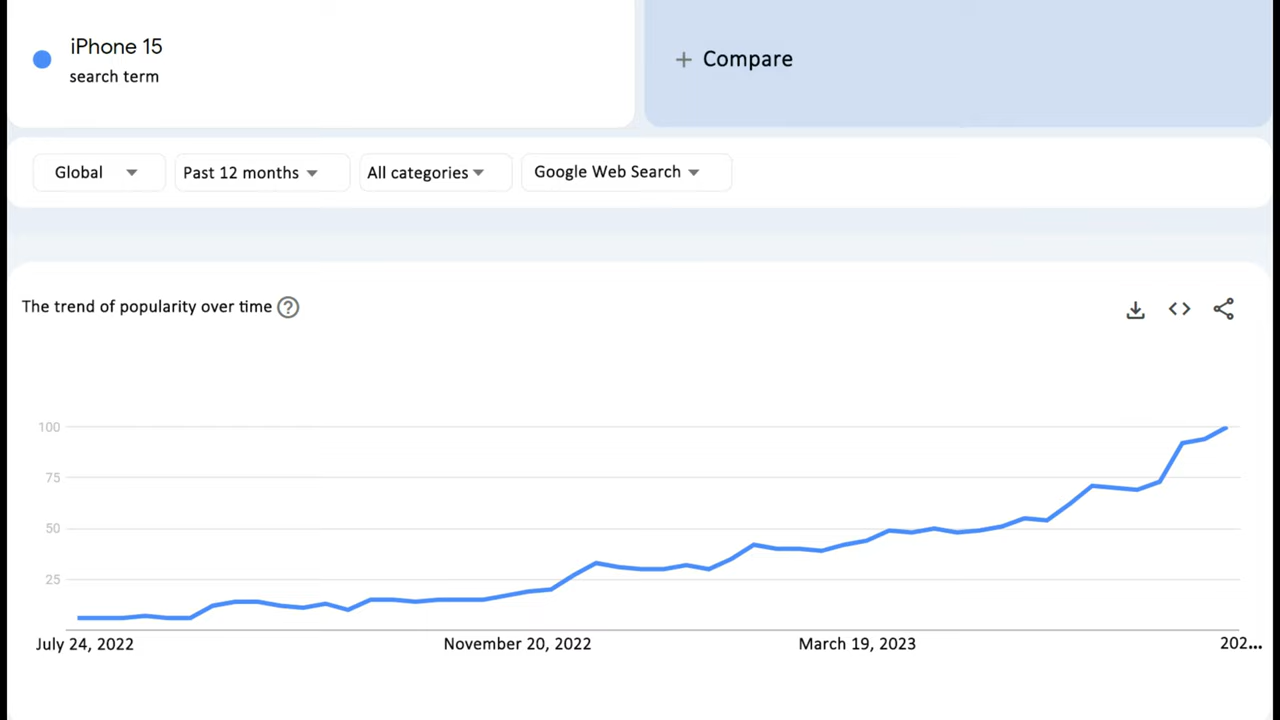 iPhone 15
search term
+ Compare
Global
Past 12 months
All categories
Google Web Search
The trend of popularity over time ?
100
75
50
25
July 24, 2022
November 20, 2022
March 19, 2023
202...